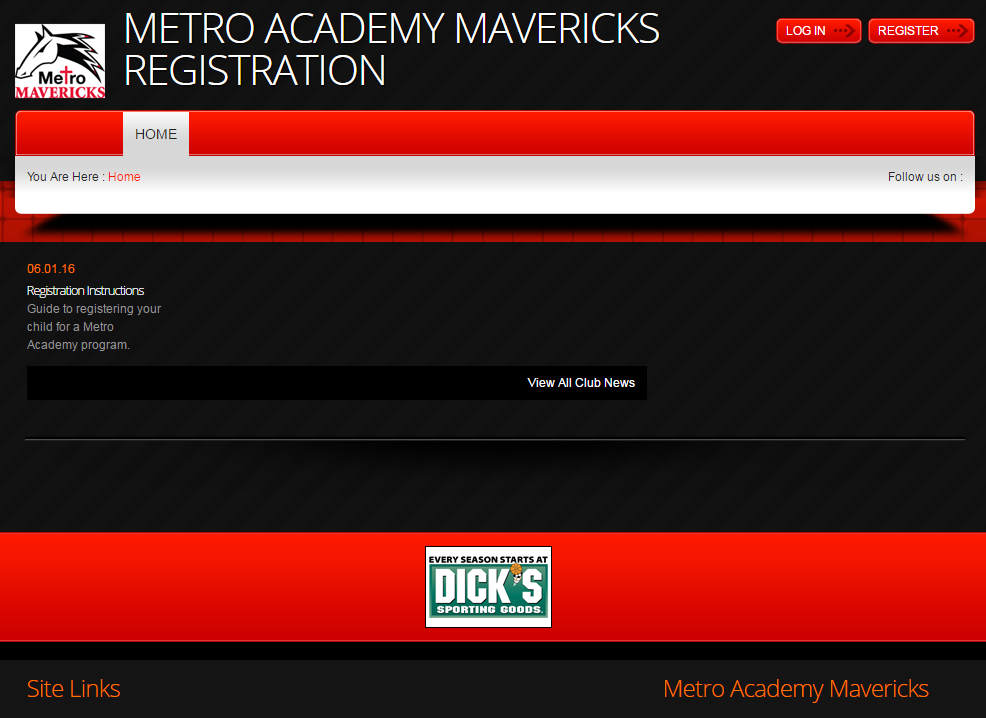 Metro
MAVERICKS
METRO ACADEMY MAVERICKS
REGISTRATION
LOG IN
REGISTER
HOME
You Are Here : Home
Follow us on :
06.01.16
Registration Instructions
Guide to registering your
child for a Metro
Academy program.
View All Club News
EVERY SEASON STARTS AT
DICK'S
SPORTING GOODS.
Site Links
Metro Academy Mavericks